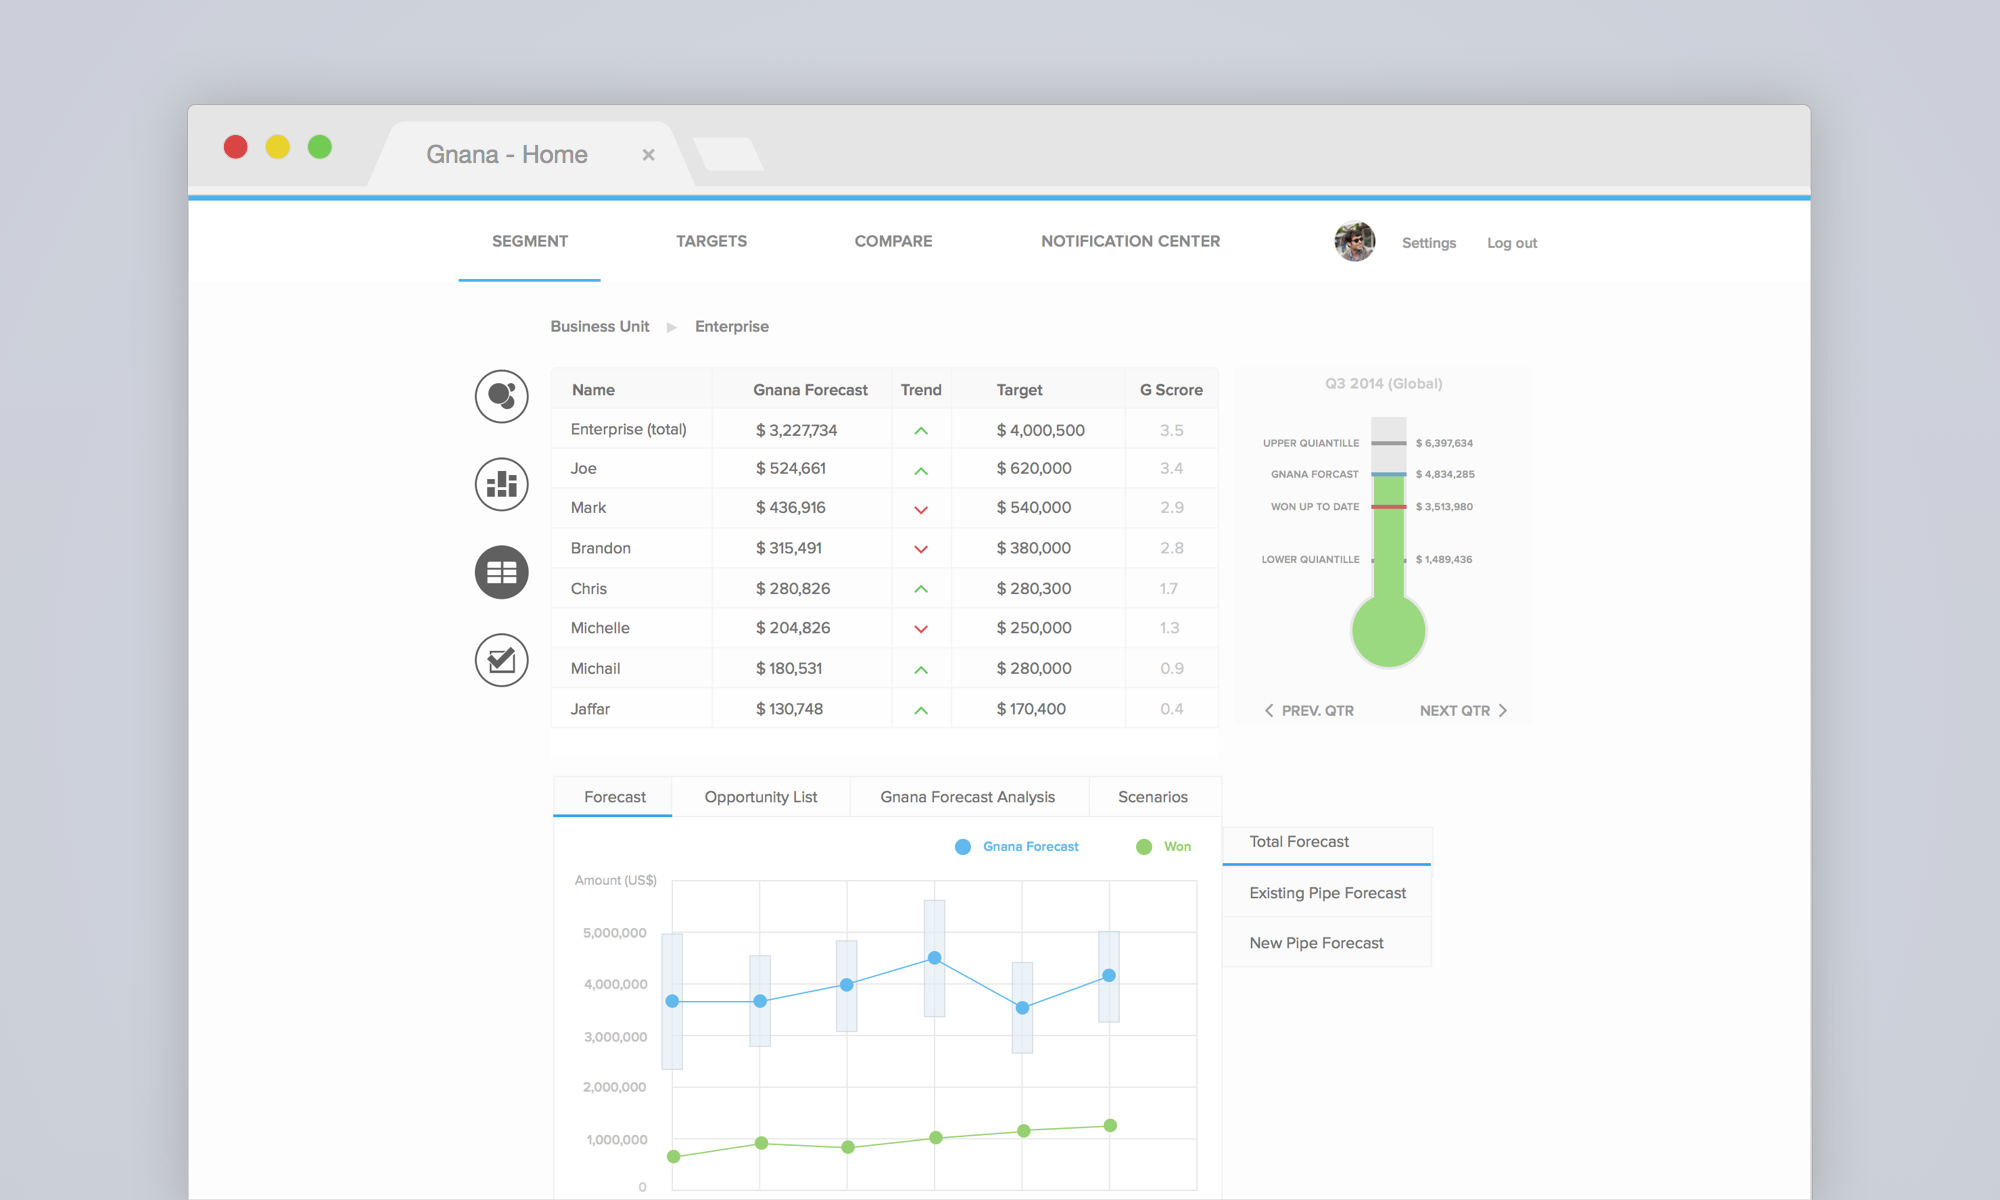 Gnana - Home ×
SEGMENT TARGETS COMPARE NOTIFICATION CENTER Settings Log out
Business Unit Enterprise
Name Gnana Forecast Trend Target G Scrore
Enterprise (total) $ 3,227,734 $ 4,000,500 3.5
Joe $ 524,661 $ 620,000 3.4
Mark $ 436,916 $ 540,000 2.9
Brandon $ 315,491 $ 380,000 2.8
Chris $ 280,826 $ 280,300 1.7
Michelle $ 204,826 $ 250,000 1.3
Michail $ 180,531 $ 280,000 0.9
Jaffar $ 130,748 $ 170,400 0.4
Q3 2014 (Global)
UPPER QUIANTILLE $ 6,397,634
GNANA FORCAST $ 4,834,285
WON UP TO DATE $ 3,513,980
LOWER QUIANTILLE $ 1,489,436
PREV. QTR NEXT QTR
Forecast Opportunity List Gnana Forecast Analysis Scenarios
Gnana Forecast Won
Amount (US$)
5,000,000
4,000,000
3,000,000
2,000,000
1,000,000
0
Total Forecast
Existing Pipe Forecast
New Pipe Forecast